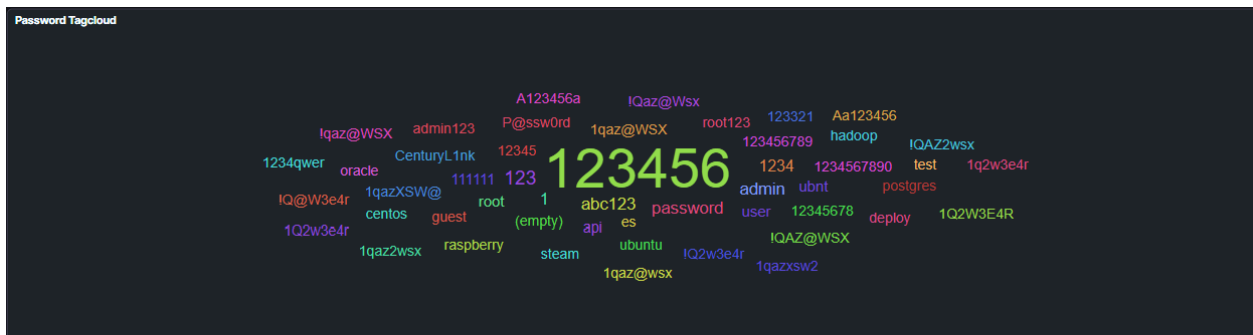 Password Tagcloud
A123456a !Qaz@Wsx
!qaz@WSX admin123 P@ssw0rd 1qaz@WSX root123 123321 Aa123456
1234qwer oracle CenturyL1nk 12345 123456789 hadoop !QAZ2wsx
111111 123 123456 1234 1234567890 test 1q2w3e4r
!Q@W3e4r 1qazXSW@ root 1 abc123 password admin ubnt postgres
centos guest (empty) api es user 12345678 deploy 1Q2W3E4R
1Q2w3e4r 1qaz2wsx raspberry steam ubuntu !Q2w3e4r !QAZ@WSX
1qaz@wsx 1qazxsw2